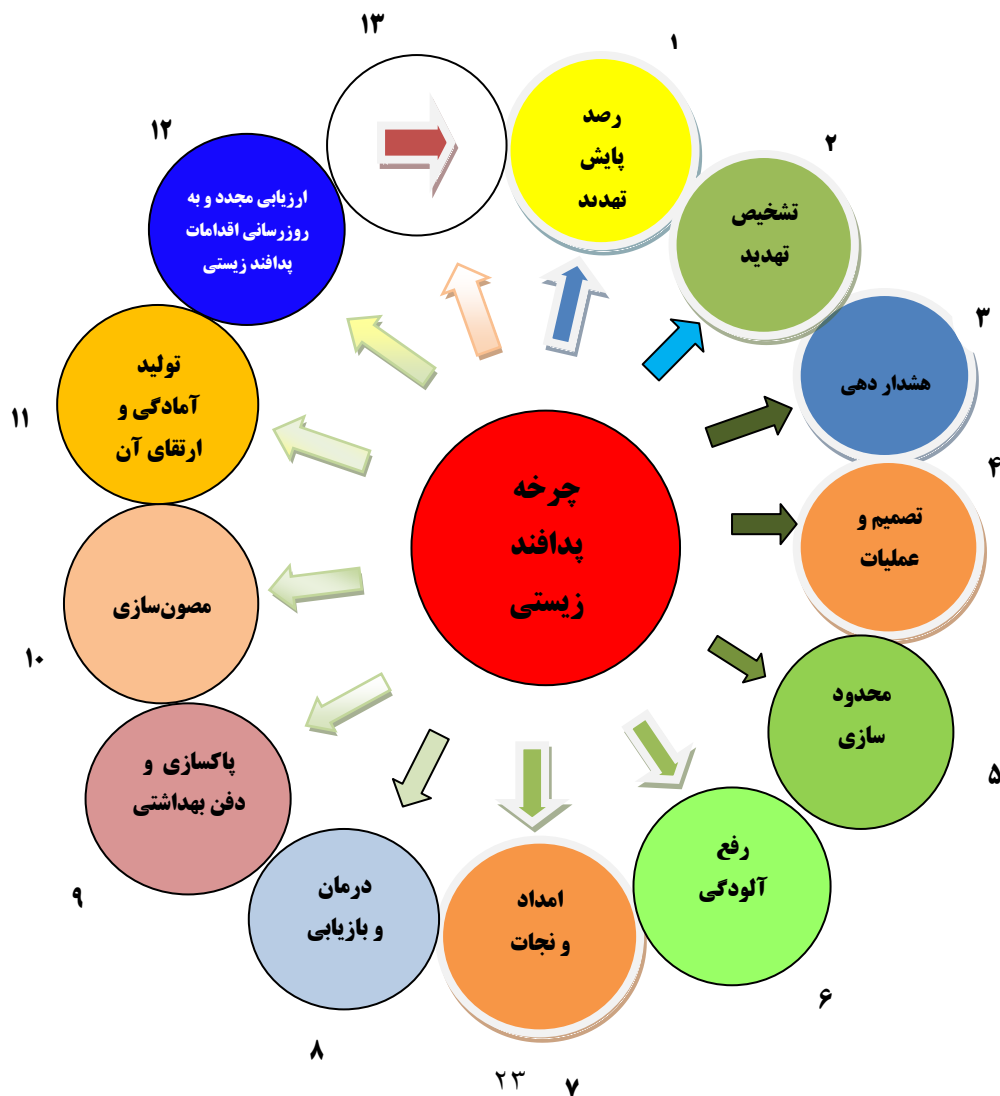 ۱
رصد
پایش
تهدید
۲
تشخیص
تهدید
۳
هشدار دهی
۴
تصمیم و
عملیات
۵
محدود
سازی
۶
رفع
آلودگی
۷
امداد
و نجات
۸
درمان
و بازیابی
۹
پاکسازی و
دفن بهداشتی
۱۰
مصون‌سازی
۱۱
تولید
آمادگی و
ارتقای آن
۱۲
ارزیابی مجدد و به
روزرسانی اقدامات
پدافند زیستی
۱۳
چرخه
پدافند
زیستی
۲۳